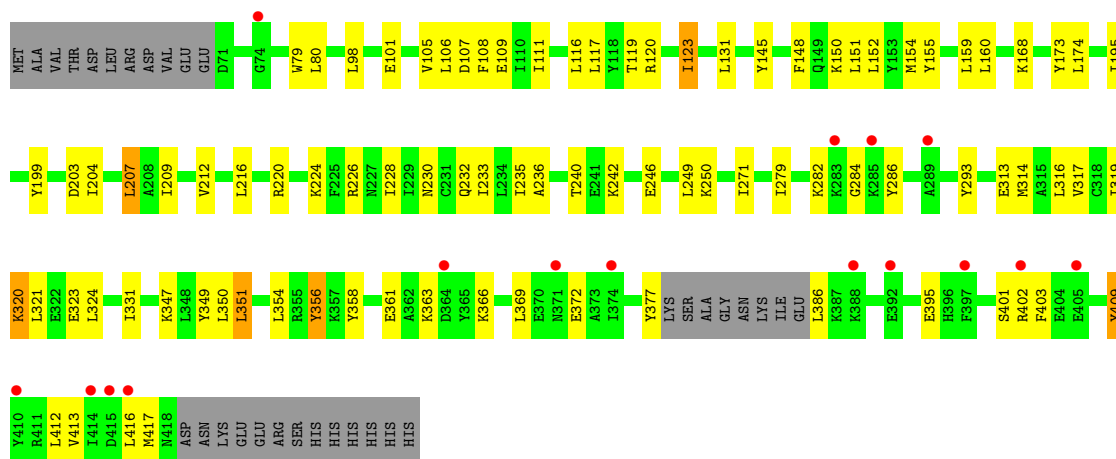 MET ALA VAL THR ASP LEU ARG ASP VAL GLU GLU D71 G74 W79 L80 L98 E101 V105 L106 D107 F108 E109 I110 I111 L116 L117 Y118 T119 R120 I123 L131 Y145 F148 Q149 K150 L151 L152 Y153 M154 Y155 L159 L160 K168 Y173 L174 I195
Y199 D203 I204 L207 A208 I209 V212 L216 R220 K224 F225 R226 N227 I228 I229 N230 C231 Q232 I233 L234 I235 A236 T240 E241 K242 E246 L249 K250 I271 I279 K282 K283 G284 K285 Y286 A289 Y293 E313 M314 A315 L316 V317 C318 I319
K320 L321 E322 E323 L324 I331 K347 L348 Y349 L350 L351 L354 R355 Y356 K357 Y358 E361 A362 K363 D364 Y365 K366 L369 E370 N371 E372 A373 I374 Y377 LYS SER ALA GLY ASN LYS ILE GLU L386 K387 K388 E392 E395 H396 F397 S401 R402 F403 E404 E405 Y409
Y410 R411 L412 V413 I414 D415 L416 M417 N418 ASP ASN LYS GLU GLU ARG SER HIS HIS HIS HIS HIS HIS